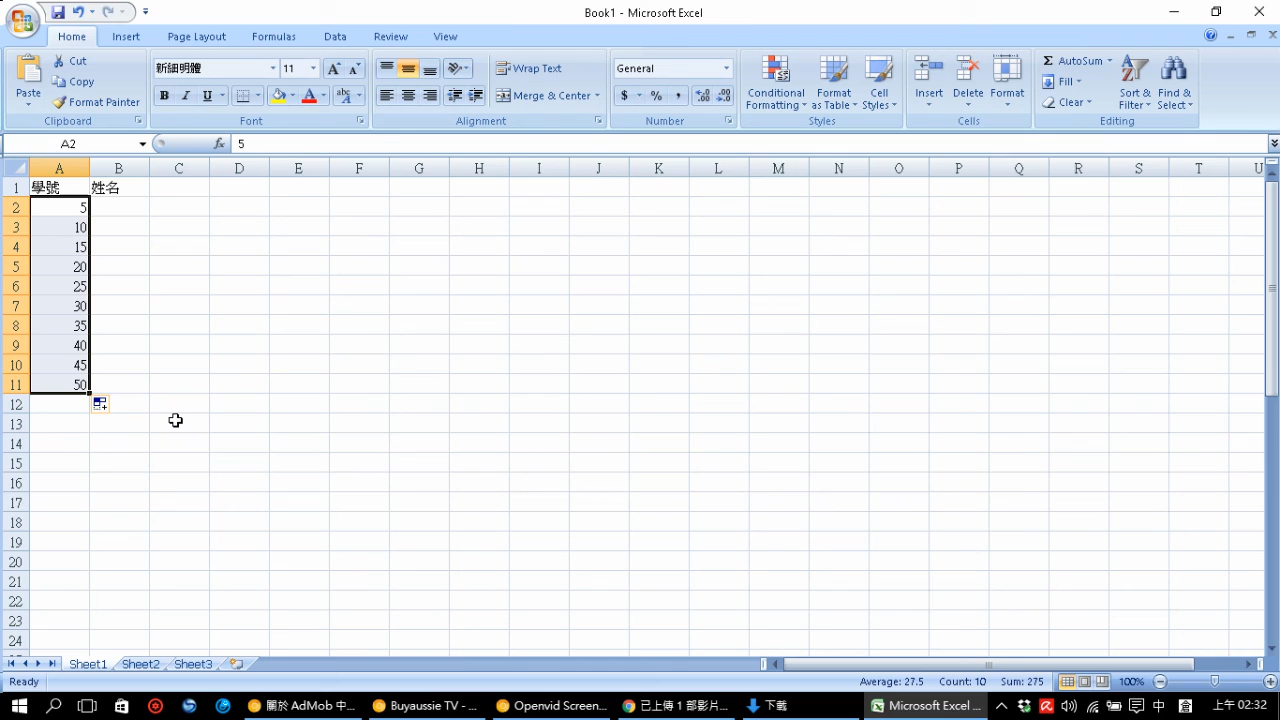 Book1 - Microsoft Excel
Home Insert Page Layout Formulas Data Review View
Paste
Cut
Copy
Format Painter
Clipboard
新細明體 11
B I U
Font
Wrap Text
Merge & Center
Alignment
General
$ % ,
Number
Conditional Formatting
Format as Table
Cell Styles
Styles
Insert
Delete
Format
Cells
Σ AutoSum
Fill
Clear
Sort & Filter
Find & Select
Editing
A2 fx 5
A B C D E F G H I J K L M N O P Q R S T U
1 學號 姓名
2 5
3 10
4 15
5 20
6 25
7 30
8 35
9 40
10 45
11 50
12
13
14
15
16
17
18
19
20
21
22
23
24
Sheet1 Sheet2 Sheet3
Ready Average: 27.5 Count: 10 Sum: 275 100%
關於 AdMob 中... Buyaussie TV - ... Openvid Screen... 已上傳 1 部影片... 下載 Microsoft Excel ... 中 倉 上午 02:32